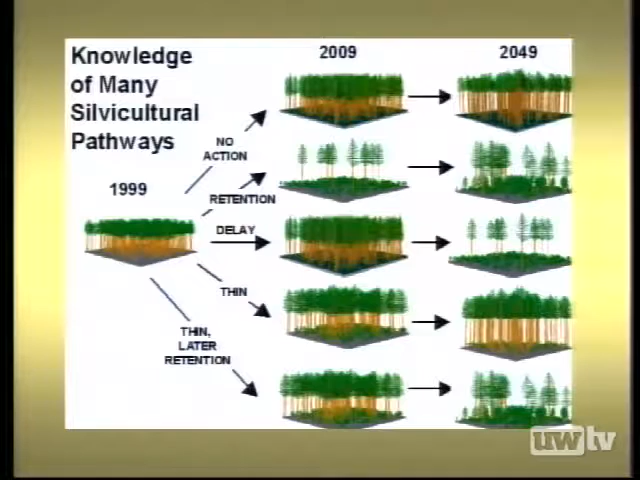 Knowledge
of Many
Silvicultural
Pathways
2009
2049
1999
NO
ACTION
RETENTION
DELAY
THIN
THIN,
LATER
RETENTION
uwtv